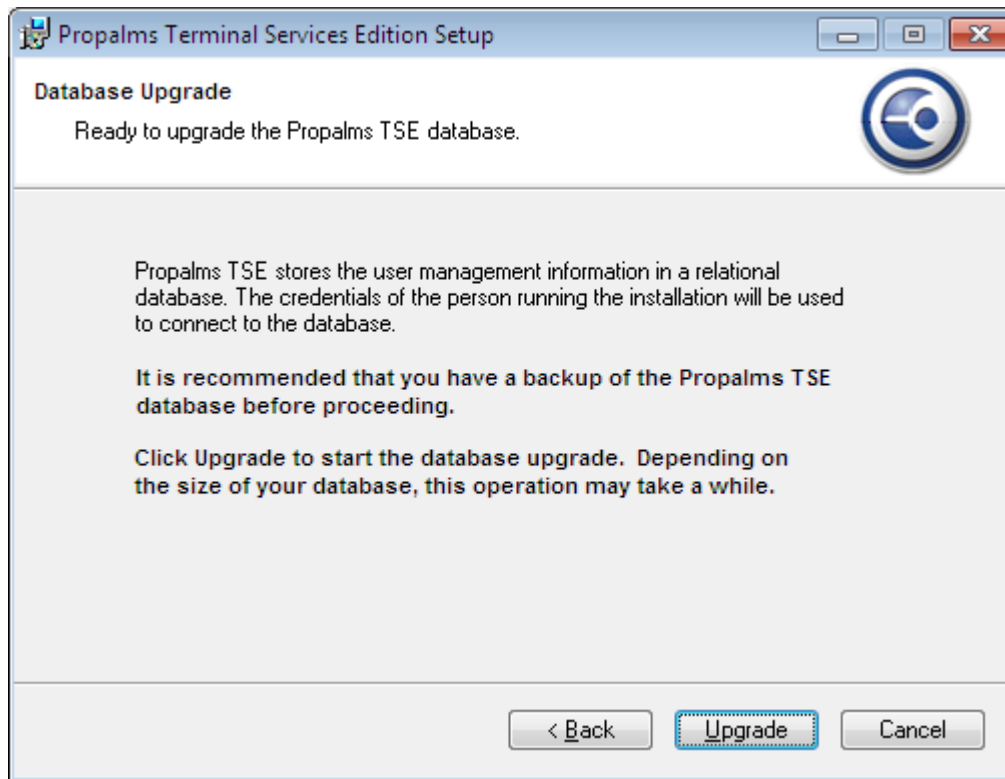 Propalms Terminal Services Edition Setup
Database Upgrade
Ready to upgrade the Propalms TSE database.
Propalms TSE stores the user management information in a relational
database. The credentials of the person running the installation will be used
to connect to the database.
It is recommended that you have a backup of the Propalms TSE
database before proceeding.
Click Upgrade to start the database upgrade. Depending on
the size of your database, this operation may take a while.
< Back
Upgrade
Cancel